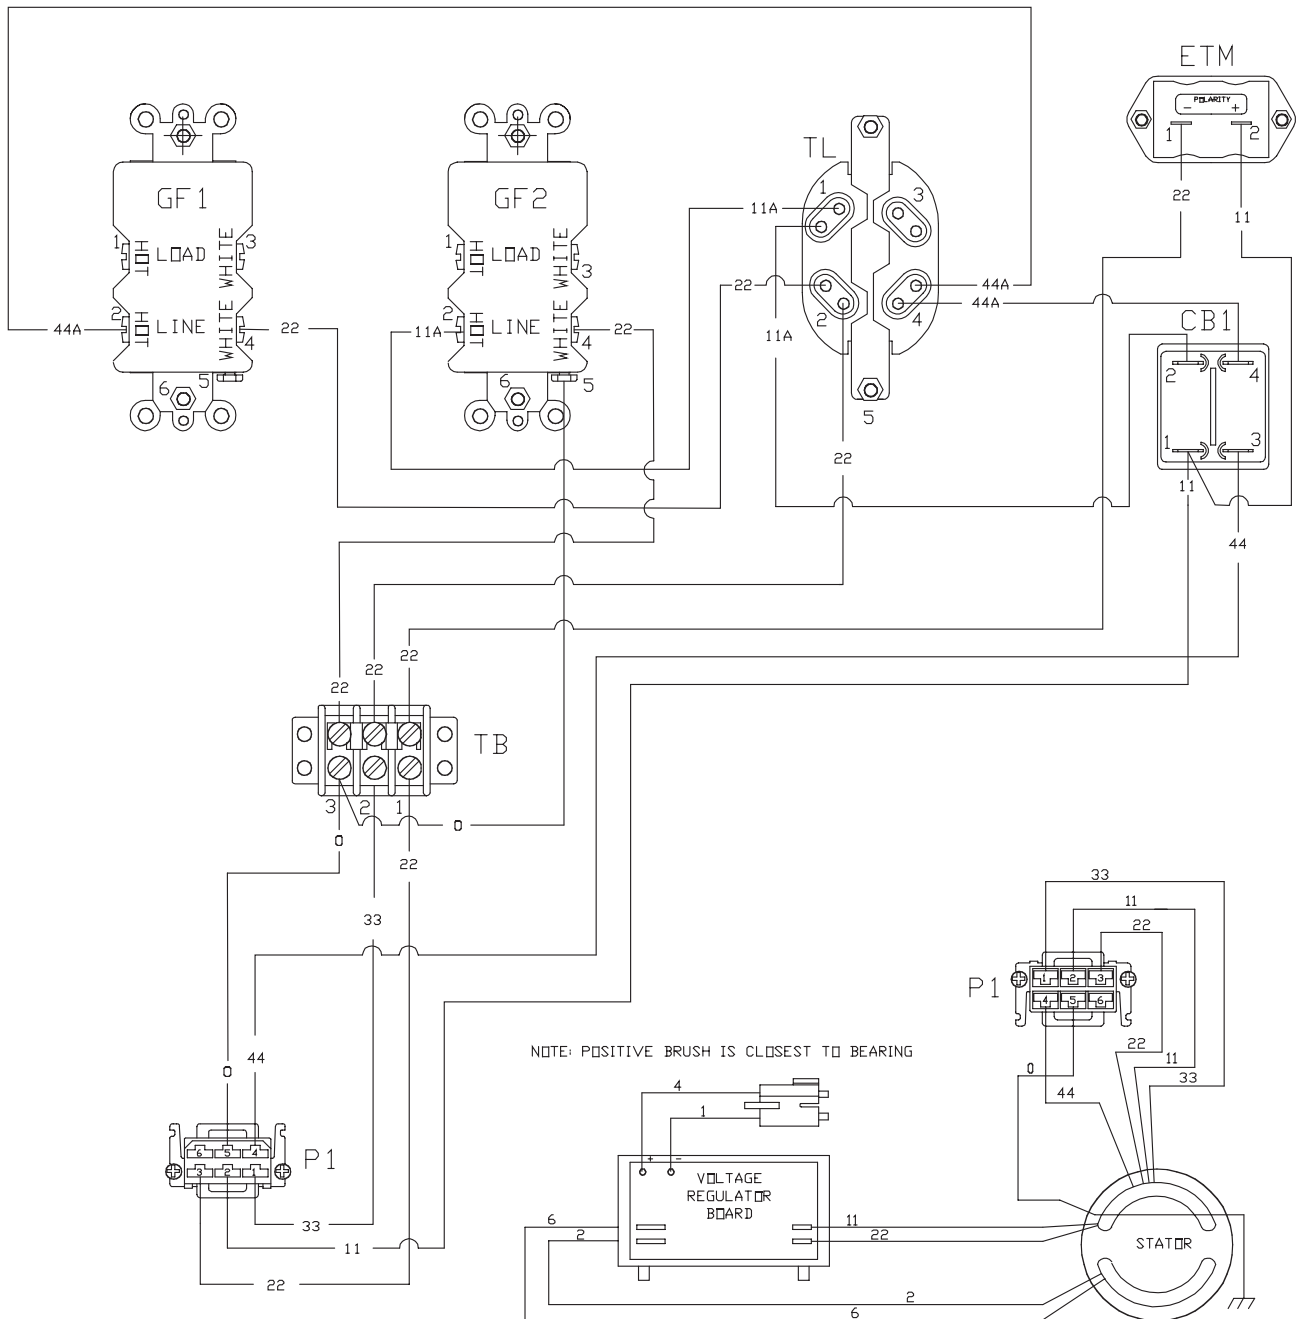 ETM
POLARITY
- +
1 2
22
11
TL
1 3
2 4
5
GF1
1 HOT LOAD WHITE 3
2 HOT LINE WHITE 4
6 5
GF2
1 HOT LOAD WHITE 3
2 HOT LINE WHITE 4
6 5
11A
22
44A
44A
11A
44A
22
11A
22
CB1
2 4
1 3
11
44
22
22
22
22
TB
3 2 1
0
0
22
33
33
11
22
P1
1 2 3
4 5 6
22
11
33
0
44
NOTE: POSITIVE BRUSH IS CLOSEST TO BEARING
4
1
+ -
VOLTAGE
REGULATOR
BOARD
6
2
11
22
STATOR
2
6
0
44
P1
6 5 4
3 2 1
33
11
22